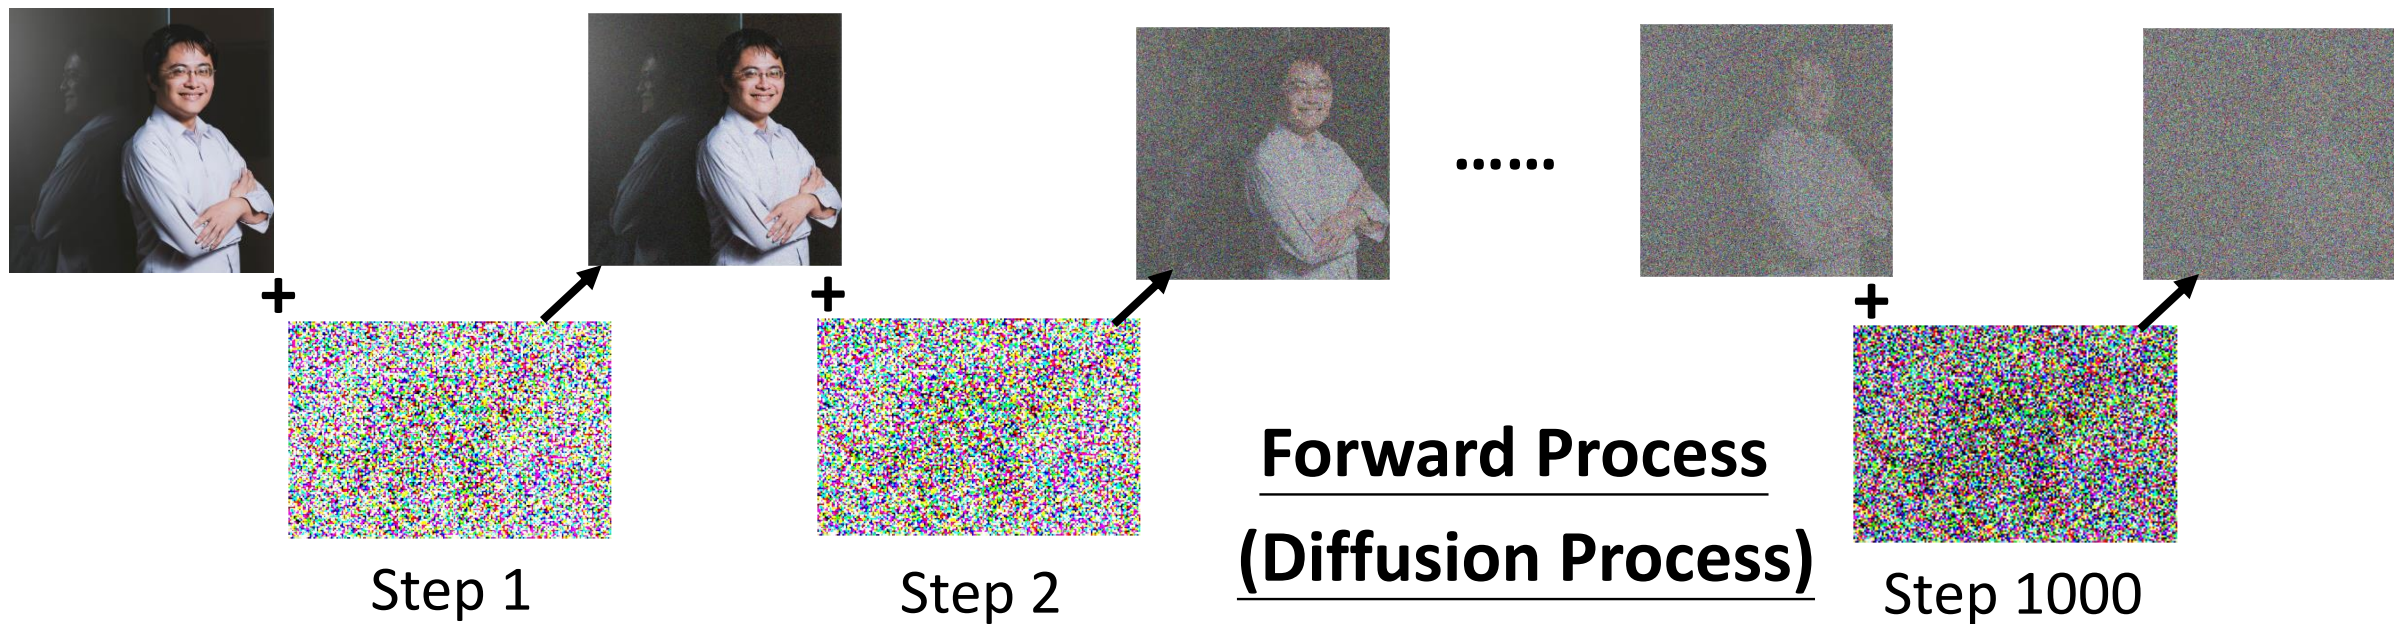 +
+
......
+
Step 1
Step 2
Forward Process
(Diffusion Process)
Step 1000